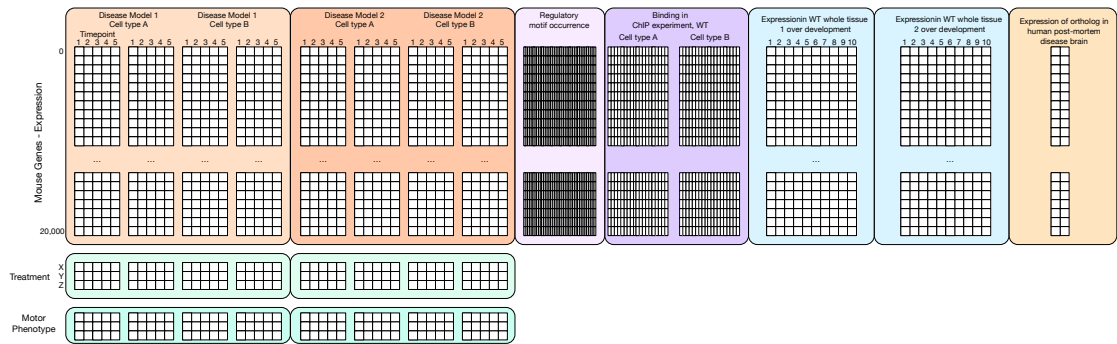 Disease Model 1
Cell type A
Disease Model 1
Cell type B
Disease Model 2
Cell type A
Disease Model 2
Cell type B
Regulatory
motif occurrence
Binding in
ChIP experiment, WT
Cell type A
Cell type B
Expressionin WT whole tissue
1 over development
Expressionin WT whole tissue
2 over development
Expression of ortholog in
human post-mortem
disease brain
Timepoint
1 2 3 4 5
1 2 3 4 5
1 2 3 4 5
1 2 3 4 5
1 2 3 4 5
1 2 3 4 5
1 2 3 4 5
1 2 3 4 5
1 2 3 4 5 6 7 8 9 10
1 2 3 4 5 6 7 8 9 10
0
Mouse Genes - Expression
... ... ... ... ... ... ... ... ... ...
20,000
Treatment
X
Y
Z
Motor
Phenotype